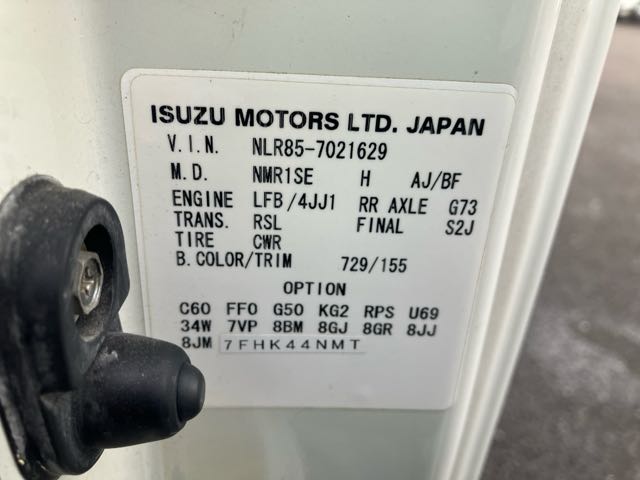 ISUZU MOTORS LTD. JAPAN
V.I.N. NLR85-7021629
M.D. NMR1SE H AJ/BF
ENGINE LFB/4JJ1 RR AXLE G73
TRANS. RSL FINAL S2J
TIRE CWR
B.COLOR/TRIM 729/155
OPTION
C60 FF0 G50 KG2 RPS U69
34W 7VP 8BM 8GJ 8GR 8JJ
8JM 7FHK44NMT